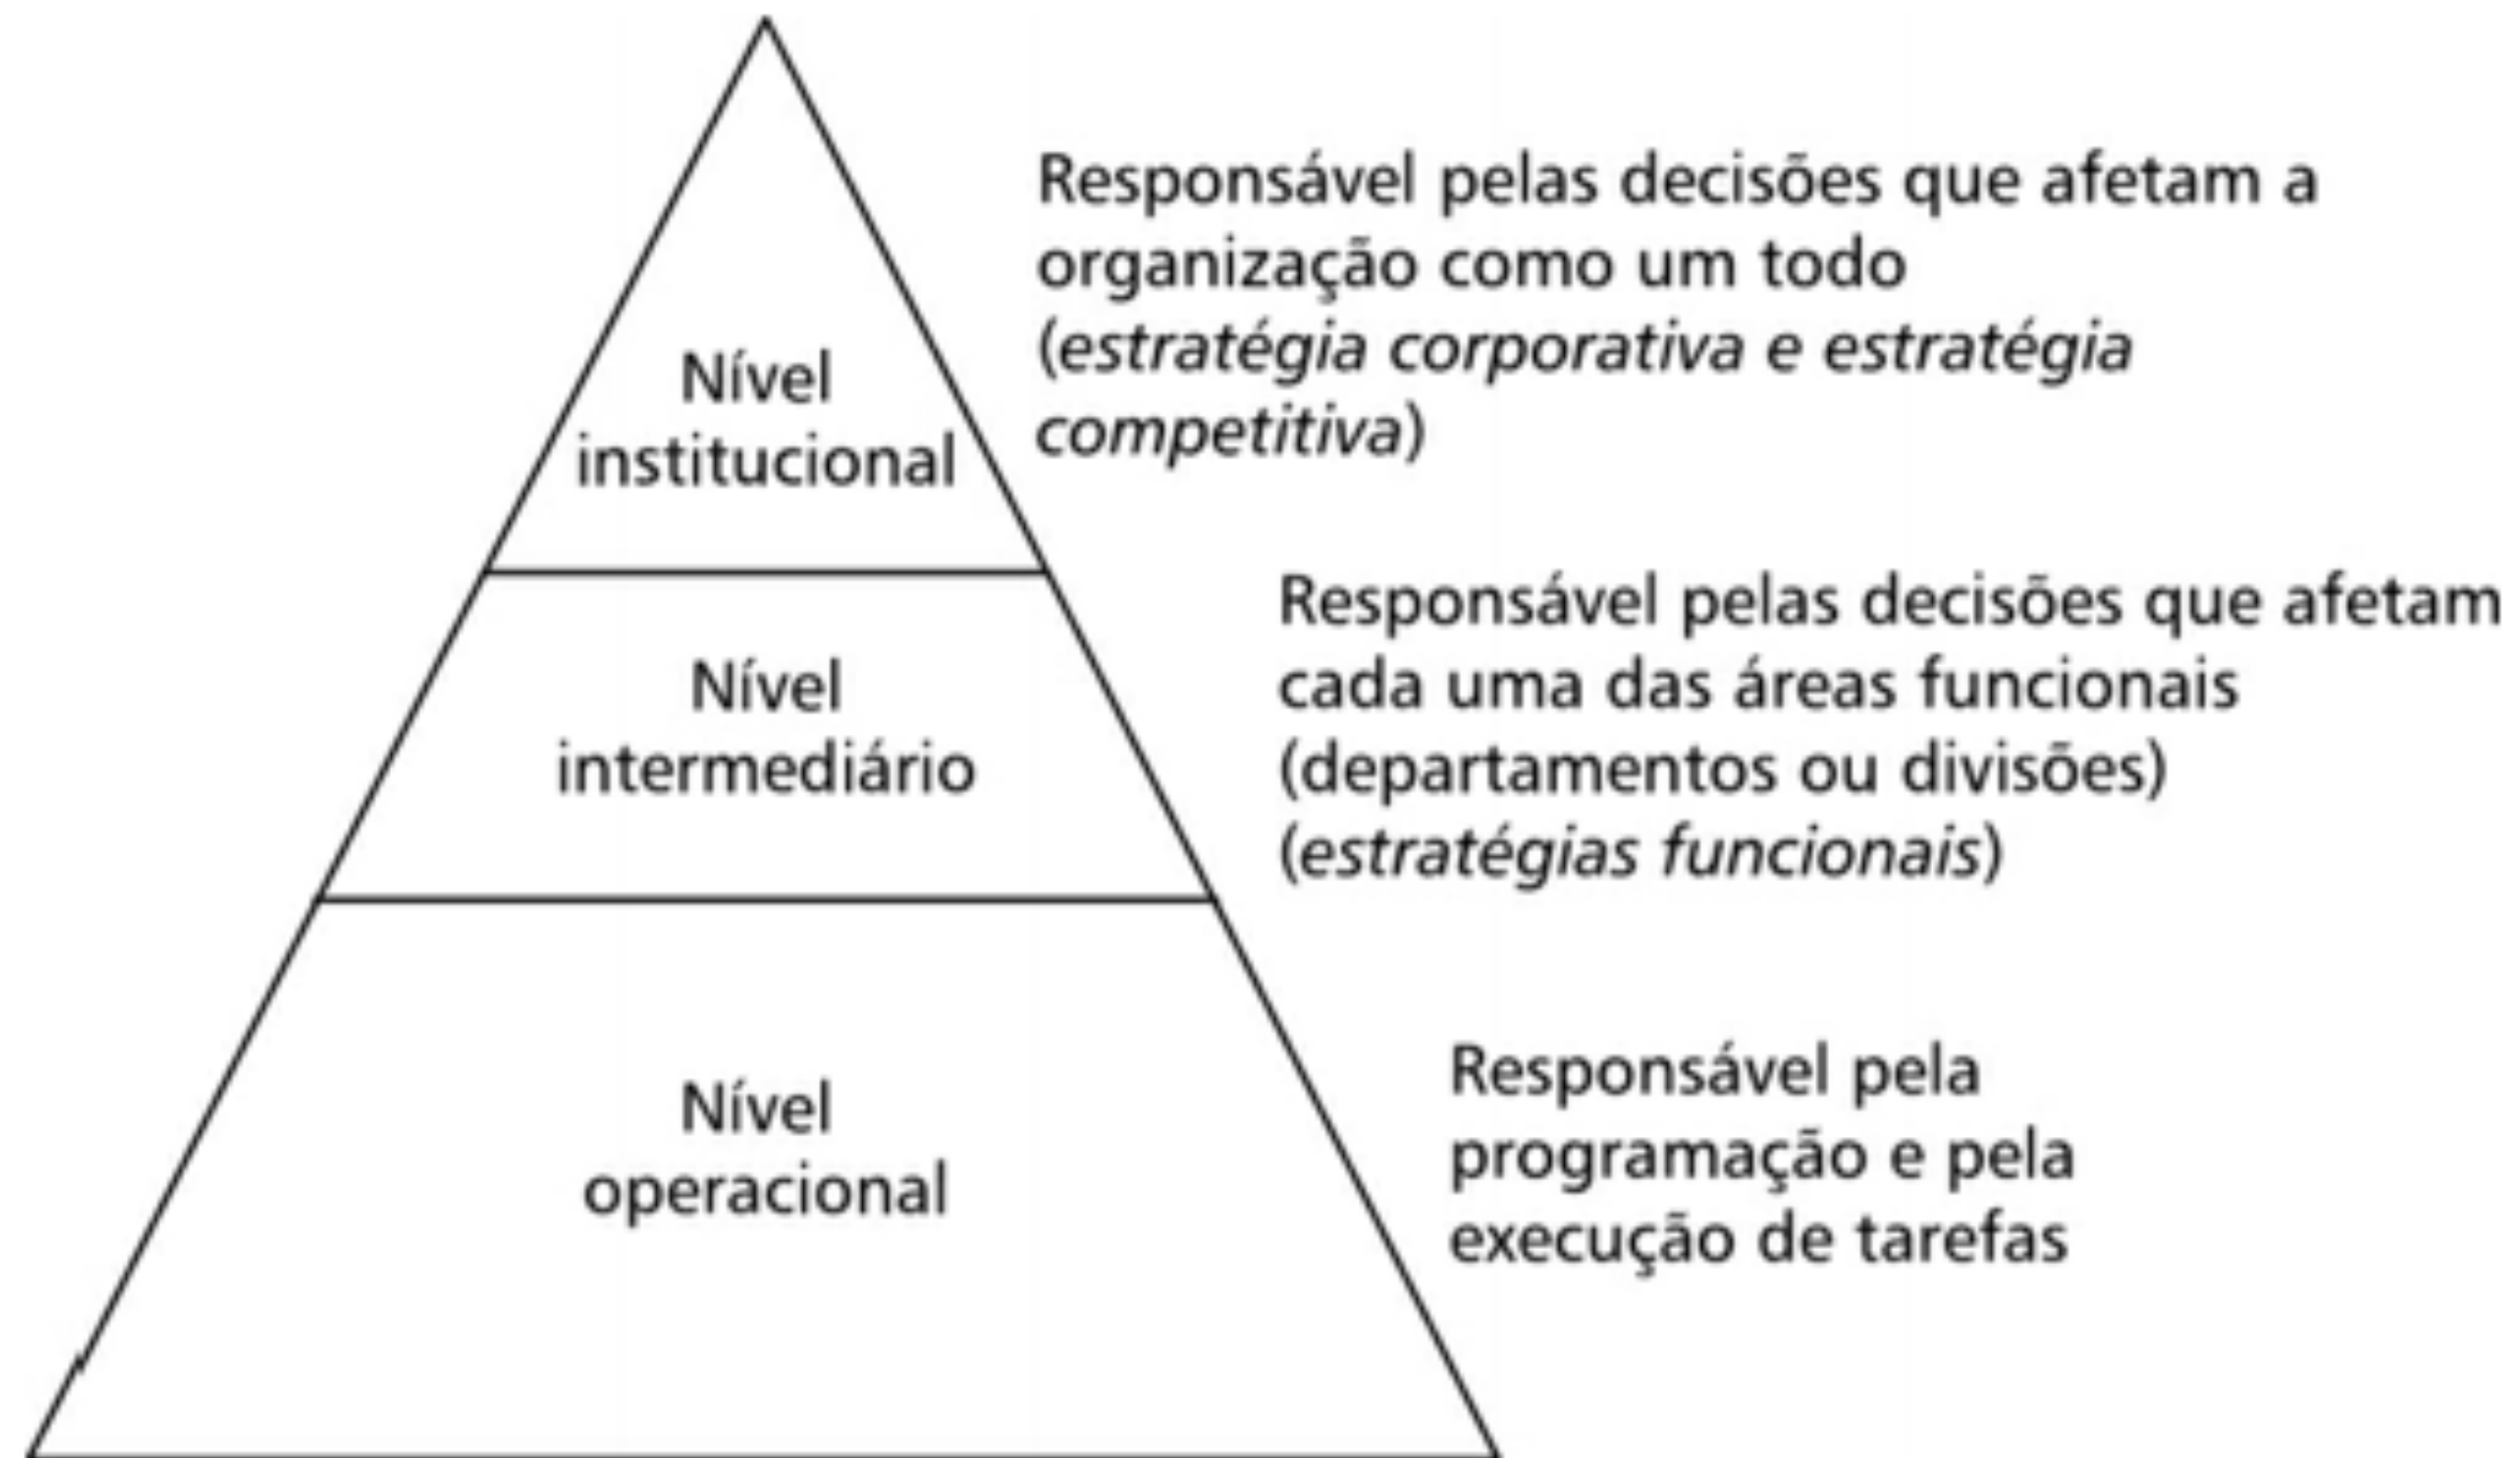 Responsável pelas decisões que afetam a
organização como um todo
(estratégia corporativa e estratégia
competitiva)
Nível
institucional
Responsável pelas decisões que afetam
cada uma das áreas funcionais
(departamentos ou divisões)
(estratégias funcionais)
Nível
intermediário
Responsável pela
programação e pela
execução de tarefas
Nível
operacional